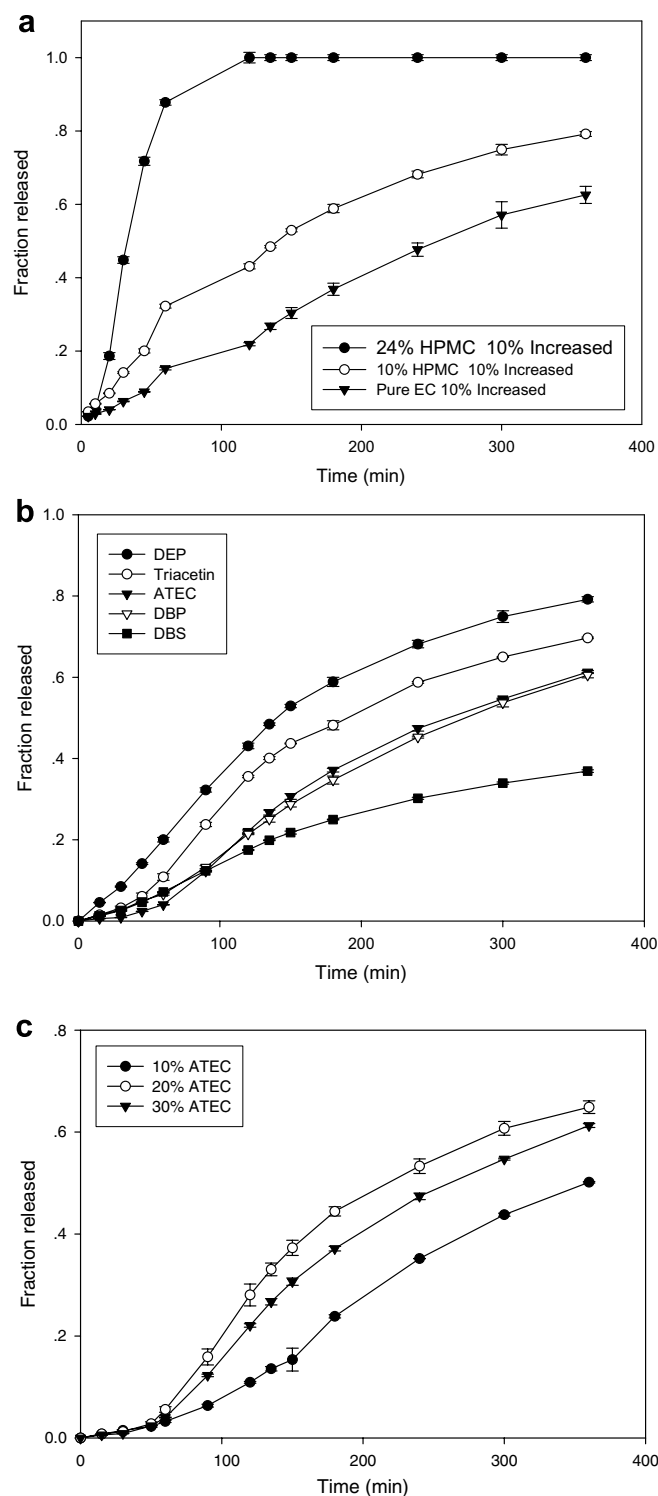 a
1.0
.8
.6
.4
.2
0.0
Fraction released
24% HPMC 10% Increased
10% HPMC 10% Increased
Pure EC 10% Increased
0 100 200 300 400
Time (min)
b
1.0
.8
.6
.4
.2
0.0
Fraction released
DEP
Triacetin
ATEC
DBP
DBS
0 100 200 300 400
Time (min)
c
.8
.6
.4
.2
0.0
Fraction released
10% ATEC
20% ATEC
30% ATEC
0 100 200 300 400
Time (min)